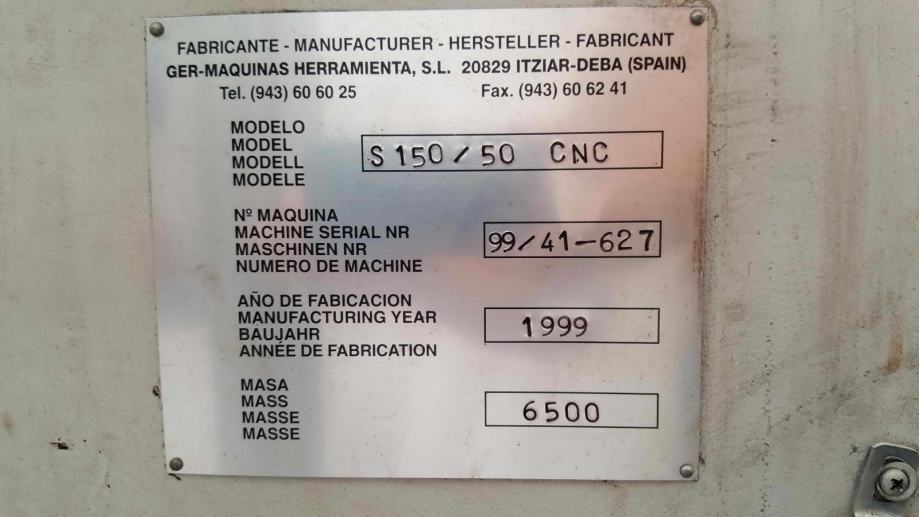 FABRICANTE - MANUFACTURER - HERSTELLER - FABRICANT
GER-MAQUINAS HERRAMIENTA, S.L. 20829 ITZIAR-DEBA (SPAIN)
Tel. (943) 60 60 25 Fax. (943) 60 62 41
MODELO
MODEL
MODELL
MODELE
S 150 / 50 CNC
Nº MAQUINA
MACHINE SERIAL NR
MASCHINEN NR
NUMERO DE MACHINE
99/41-627
AÑO DE FABICACION
MANUFACTURING YEAR
BAUJAHR
ANNÉE DE FABRICATION
1999
MASA
MASS
MASSE
MASSE
6500